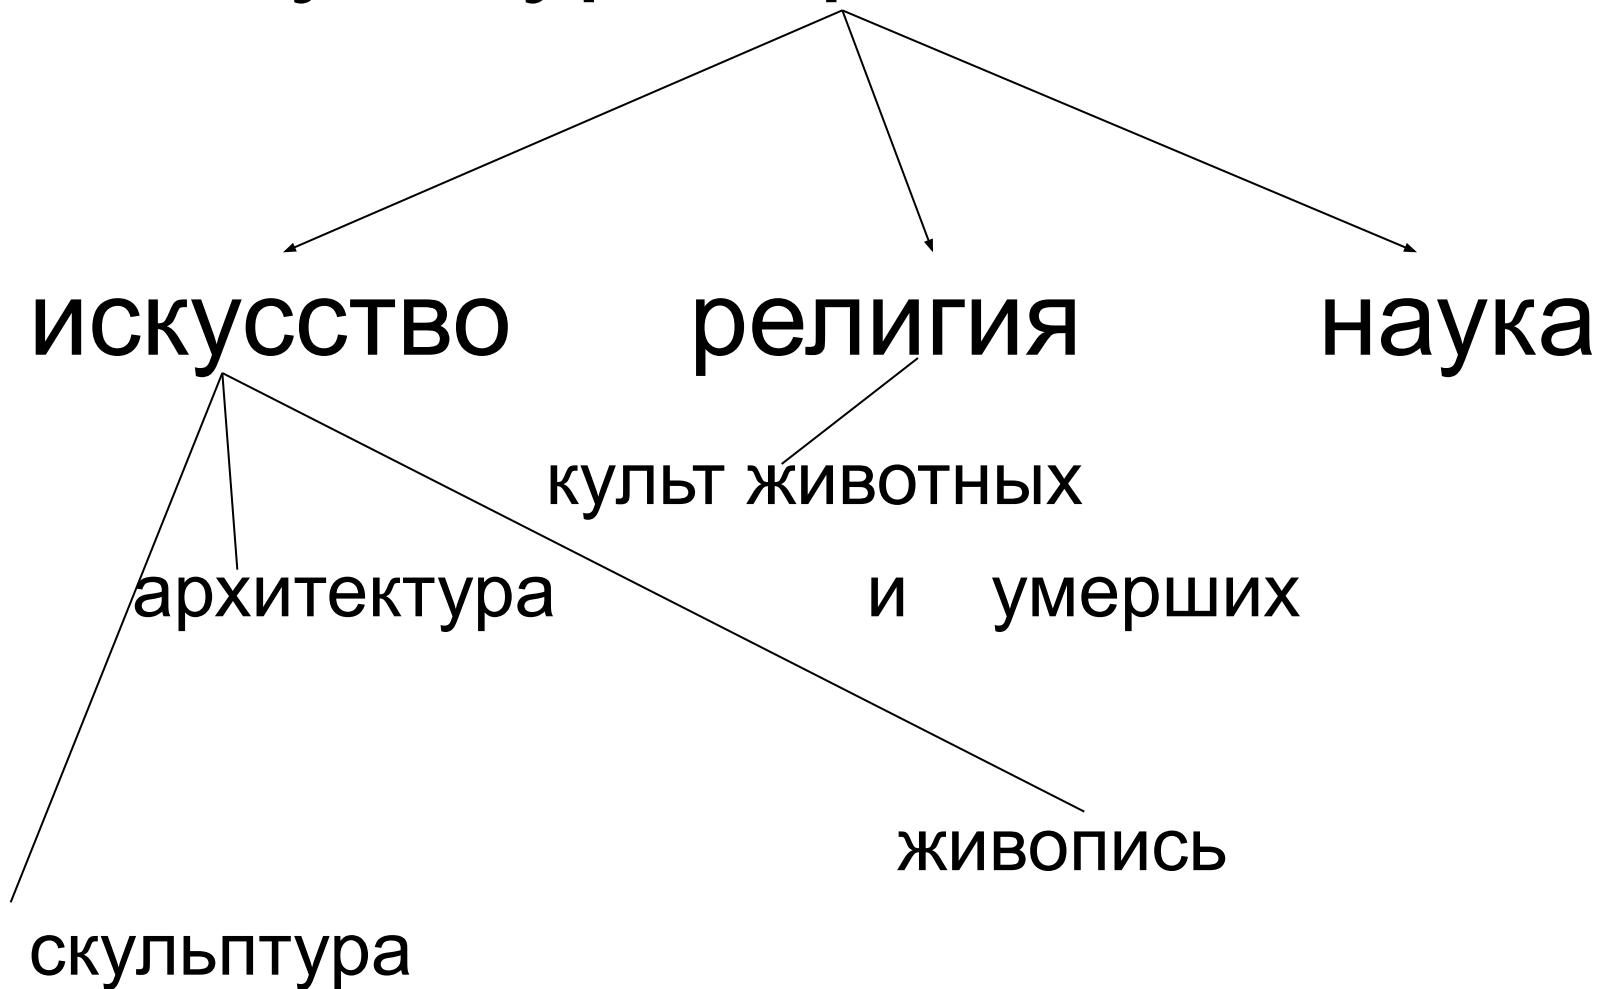 искусство религия наука
культ животных
архитектура и умерших
живопись
скульптура